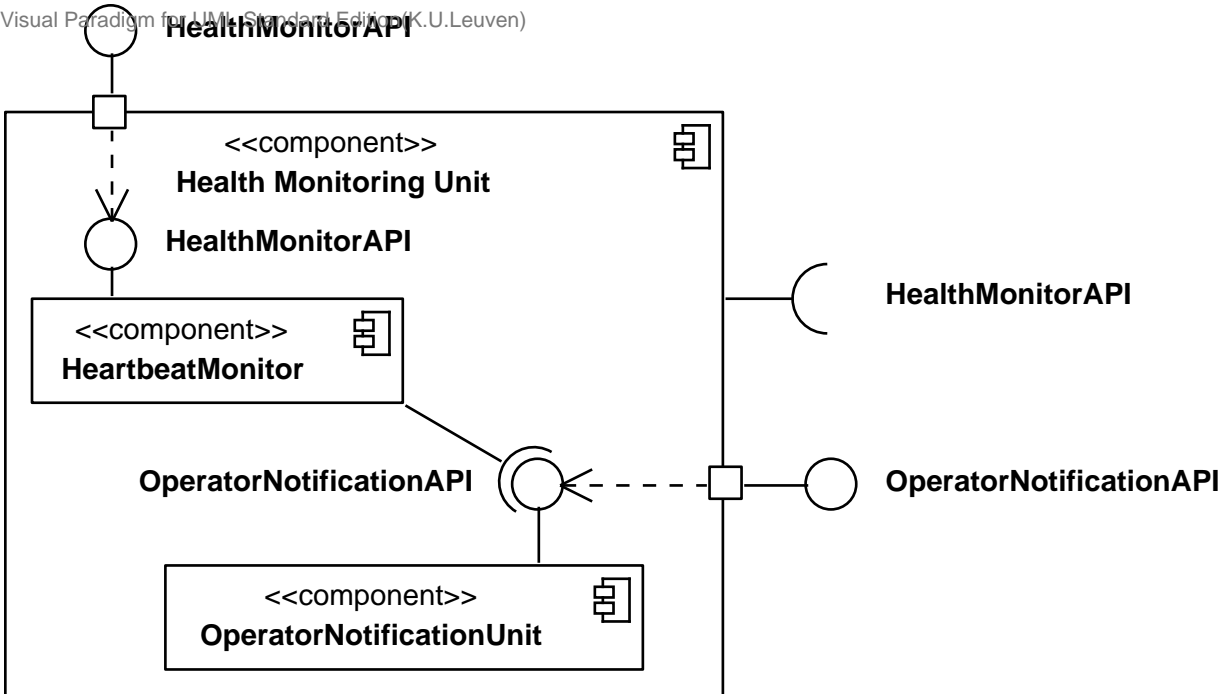 Visual Paradigm for UML Standard Edition(K.U.Leuven)
HealthMonitorAPI
<<component>>
Health Monitoring Unit
HealthMonitorAPI
HealthMonitorAPI
<<component>>
HeartbeatMonitor
OperatorNotificationAPI
OperatorNotificationAPI
<<component>>
OperatorNotificationUnit